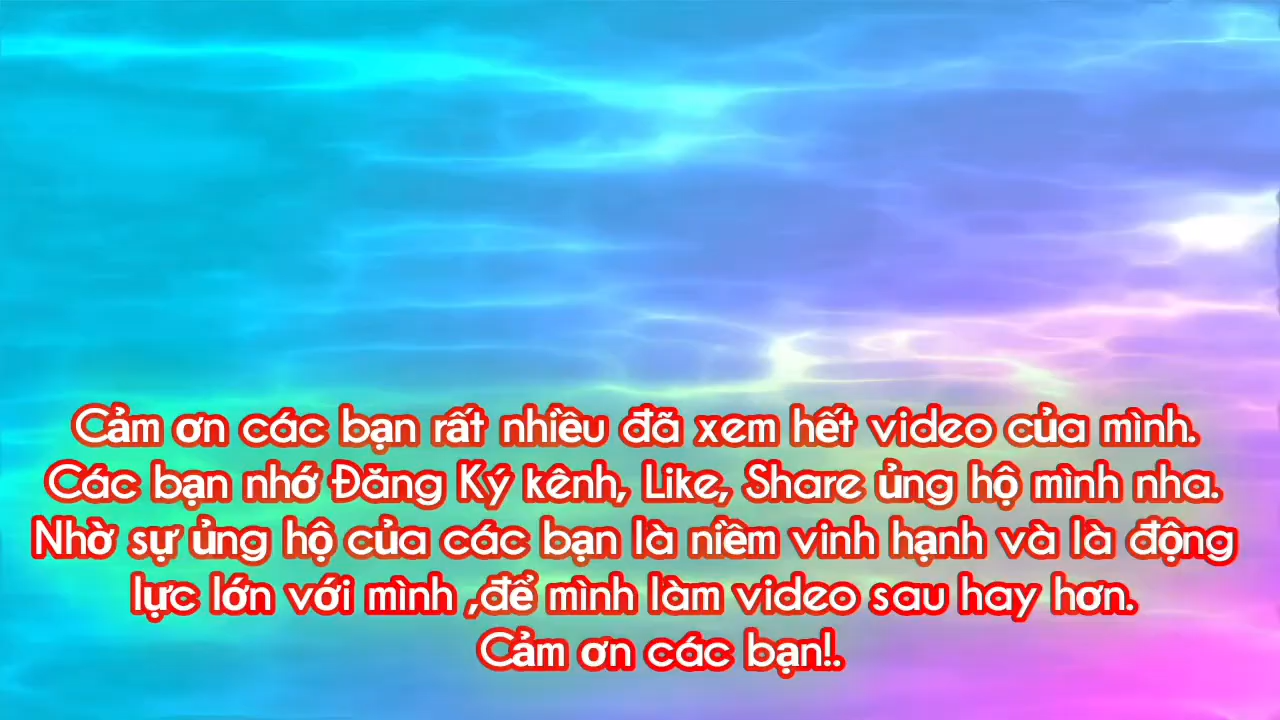 Cảm ơn các bạn rất nhiều đã xem hết video của mình.
Các bạn nhớ Đăng Ký kênh, Like, Share ủng hộ mình nha.
Nhờ sự ủng hộ của các bạn là niềm vinh hạnh và là động
lực lớn với mình ,để mình làm video sau hay hơn.
Cảm ơn các bạn!.